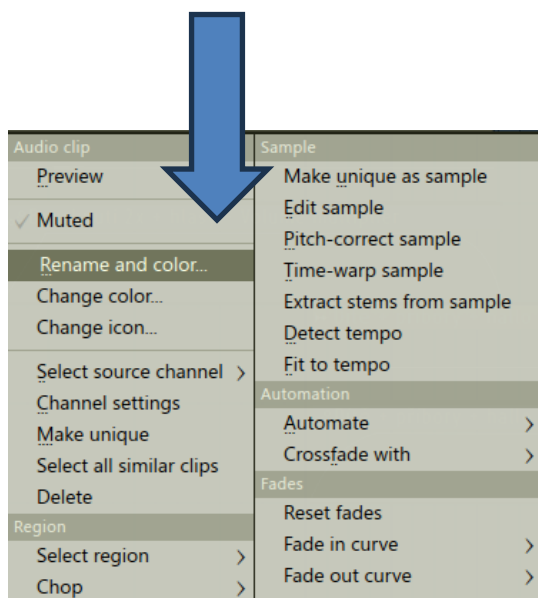 Audio clip
Preview
Muted
Rename and color...
Change color...
Change icon...
Select source channel
Channel settings
Make unique
Select all similar clips
Delete
Region
Select region
Chop
Sample
Make unique as sample
Edit sample
Pitch-correct sample
Time-warp sample
Extract stems from sample
Detect tempo
Fit to tempo
Automation
Automate
Crossfade with
Fades
Reset fades
Fade in curve
Fade out curve